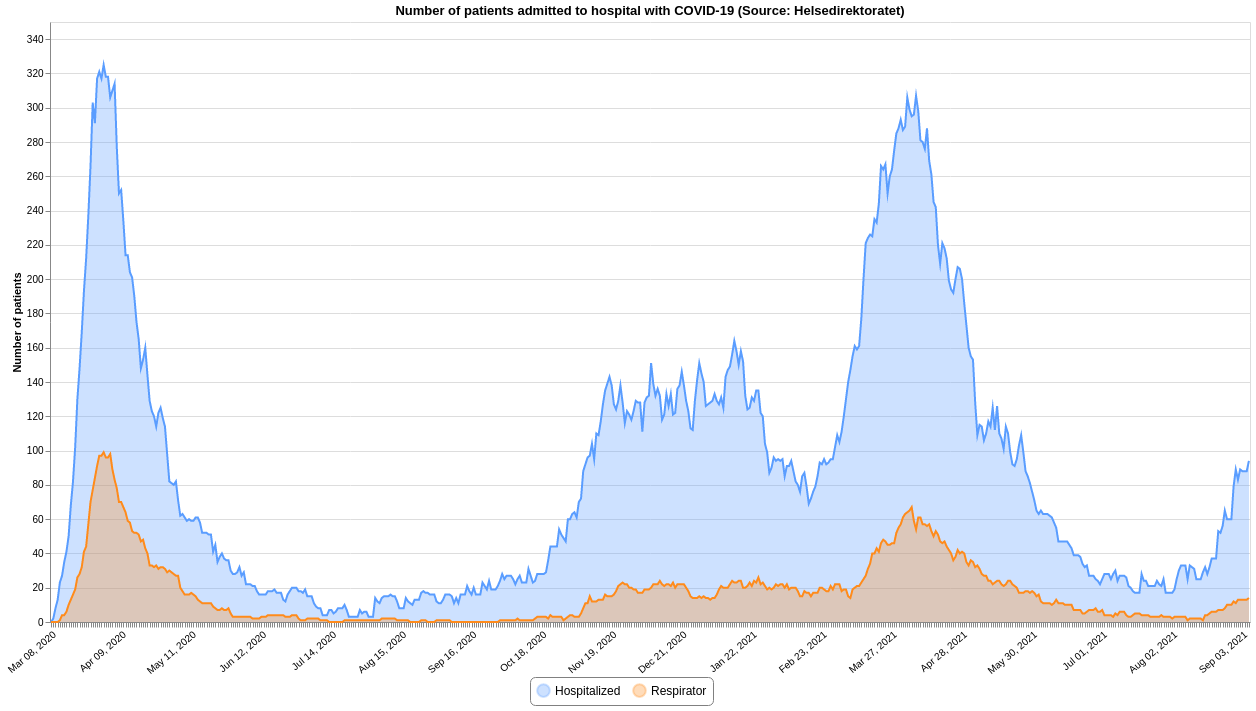 Number of patients admitted to hospital with COVID-19 (Source: Helsedirektoratet)
Number of patients
340
320
300
280
260
240
220
200
180
160
140
120
100
80
60
40
20
0
Mar 08, 2020
Apr 09, 2020
May 11, 2020
Jun 12, 2020
Jul 14, 2020
Aug 15, 2020
Sep 16, 2020
Oct 18, 2020
Nov 19, 2020
Dec 21, 2020
Jan 22, 2021
Feb 23, 2021
Mar 27, 2021
Apr 28, 2021
May 30, 2021
Jul 01, 2021
Aug 02, 2021
Sep 03, 2021
Hospitalized Respirator